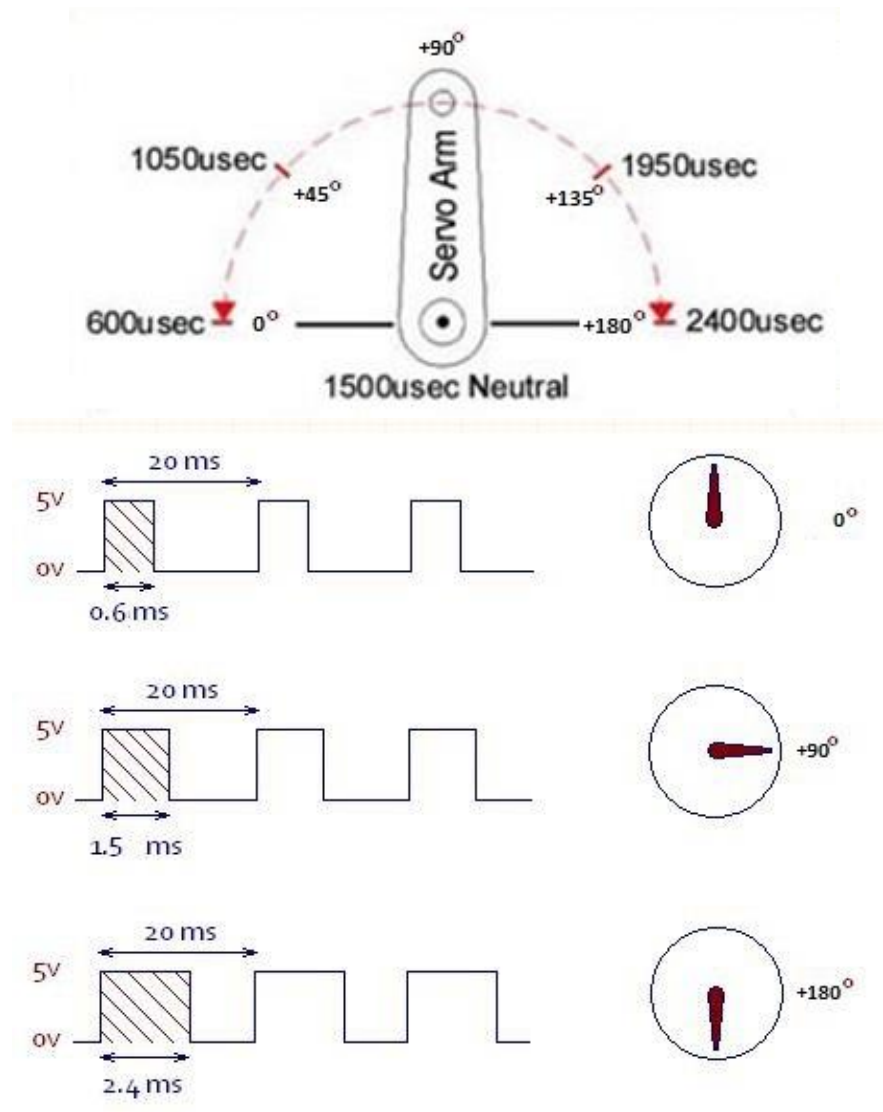 +90°
1050usec
1950usec
+45°
+135°
Servo Arm
600usec
0°
+180°
2400usec
1500usec Neutral
20 ms
5v
0v
0.6 ms
0°
20 ms
5v
0v
1.5 ms
+90°
20 ms
5v
0v
2.4 ms
+180°